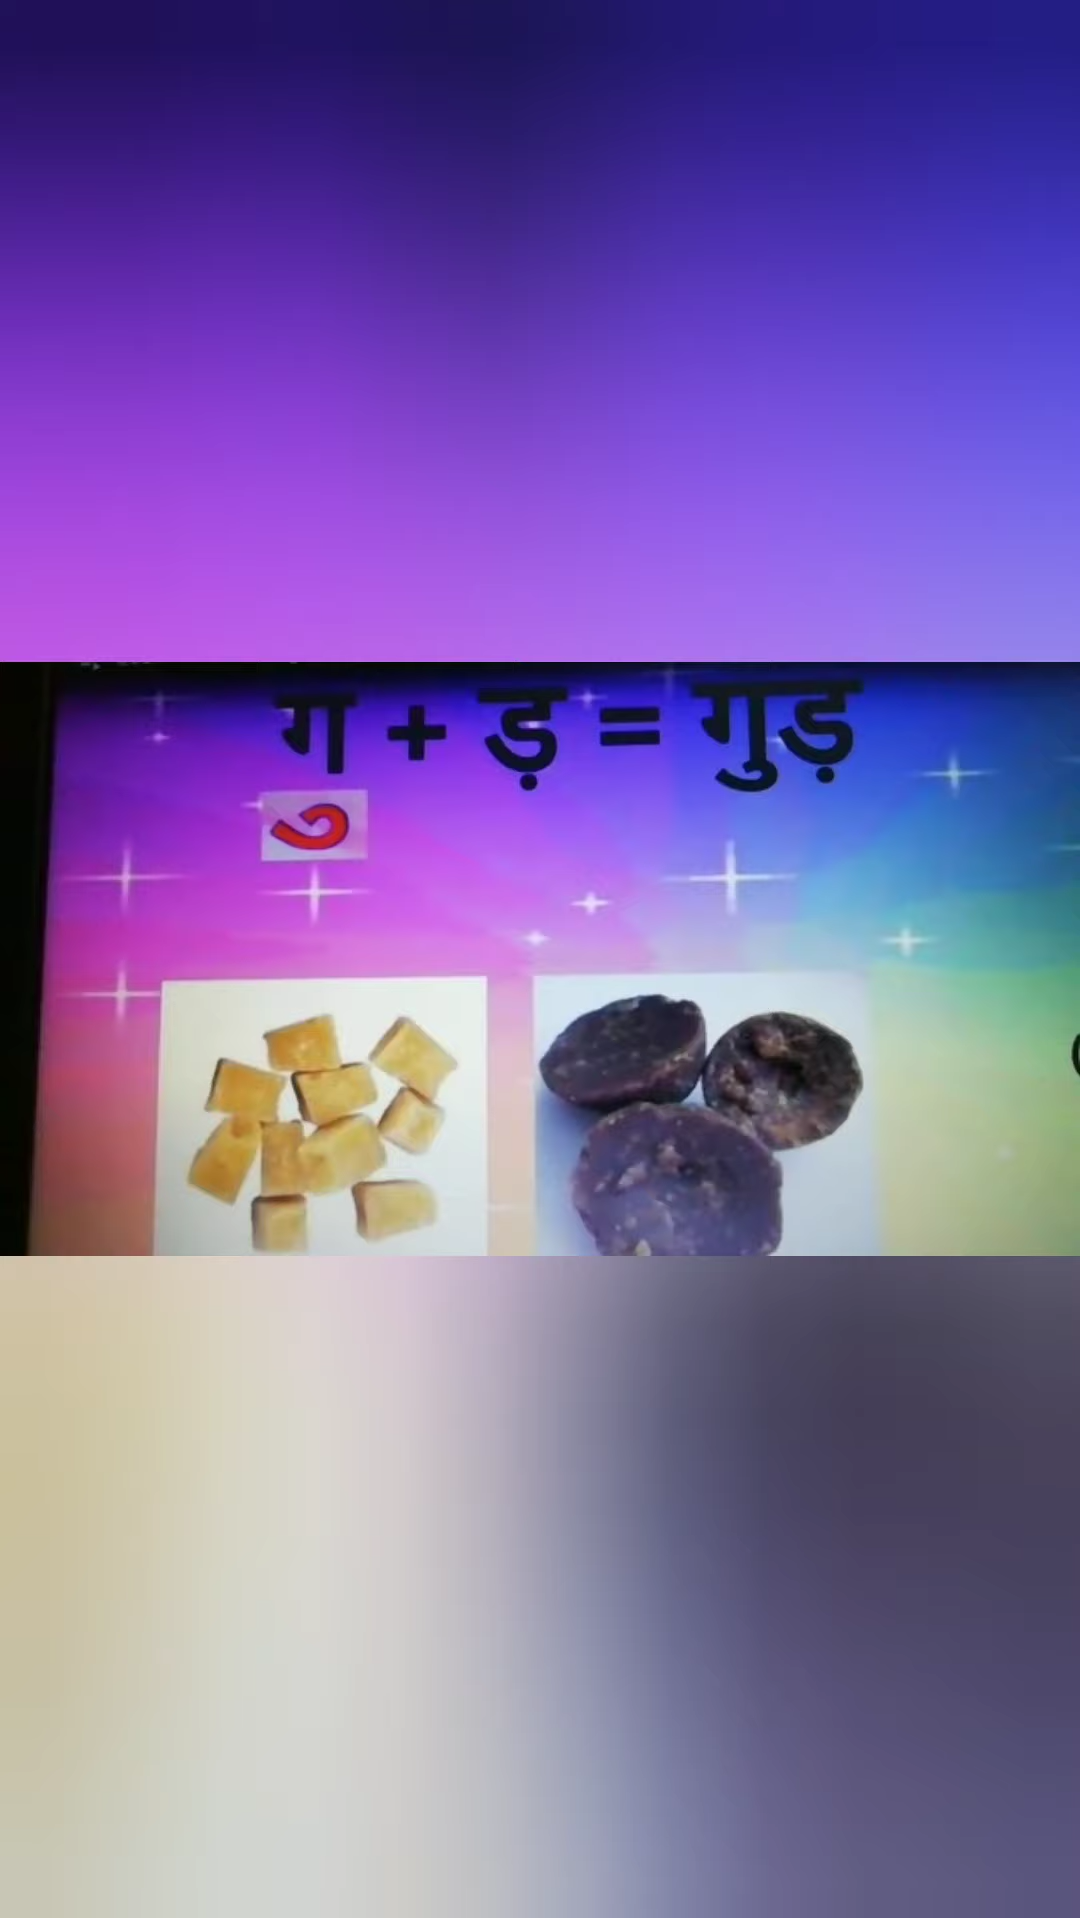 ग + ड़ = गुड़
ु